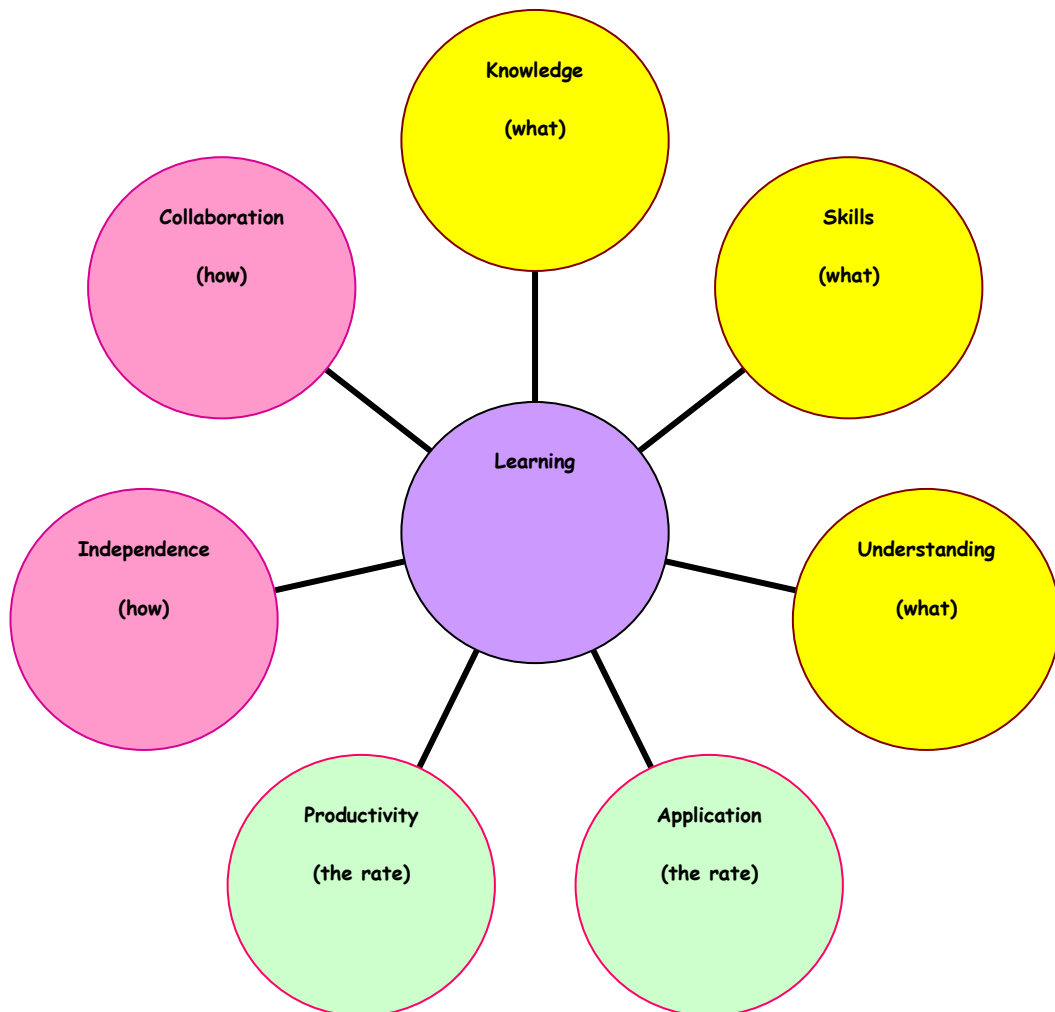 Knowledge
(what)
Collaboration
(how)
Skills
(what)
Learning
Independence
(how)
Understanding
(what)
Productivity
(the rate)
Application
(the rate)